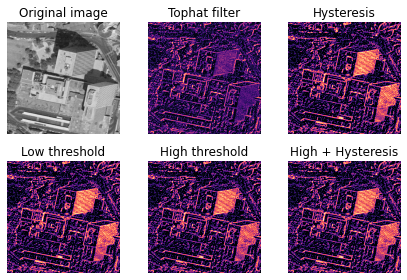 Original image
Tophat filter
Hysteresis
Low threshold
High threshold
High + Hysteresis